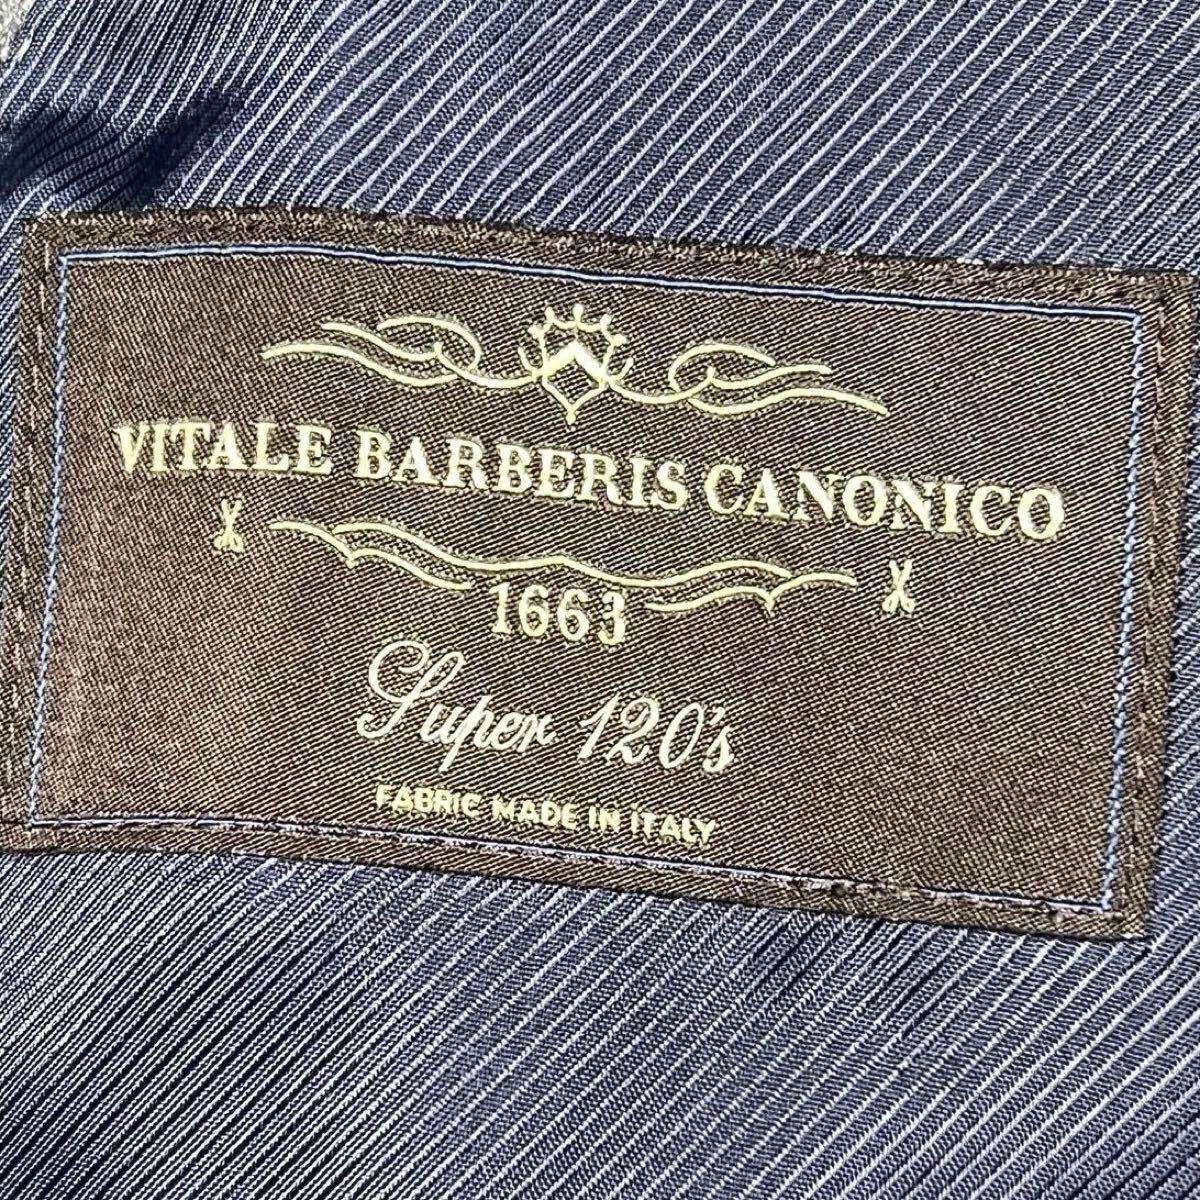 VITALE BARBERIS CANONICO
1663
Super 120's
FABRIC MADE IN ITALY